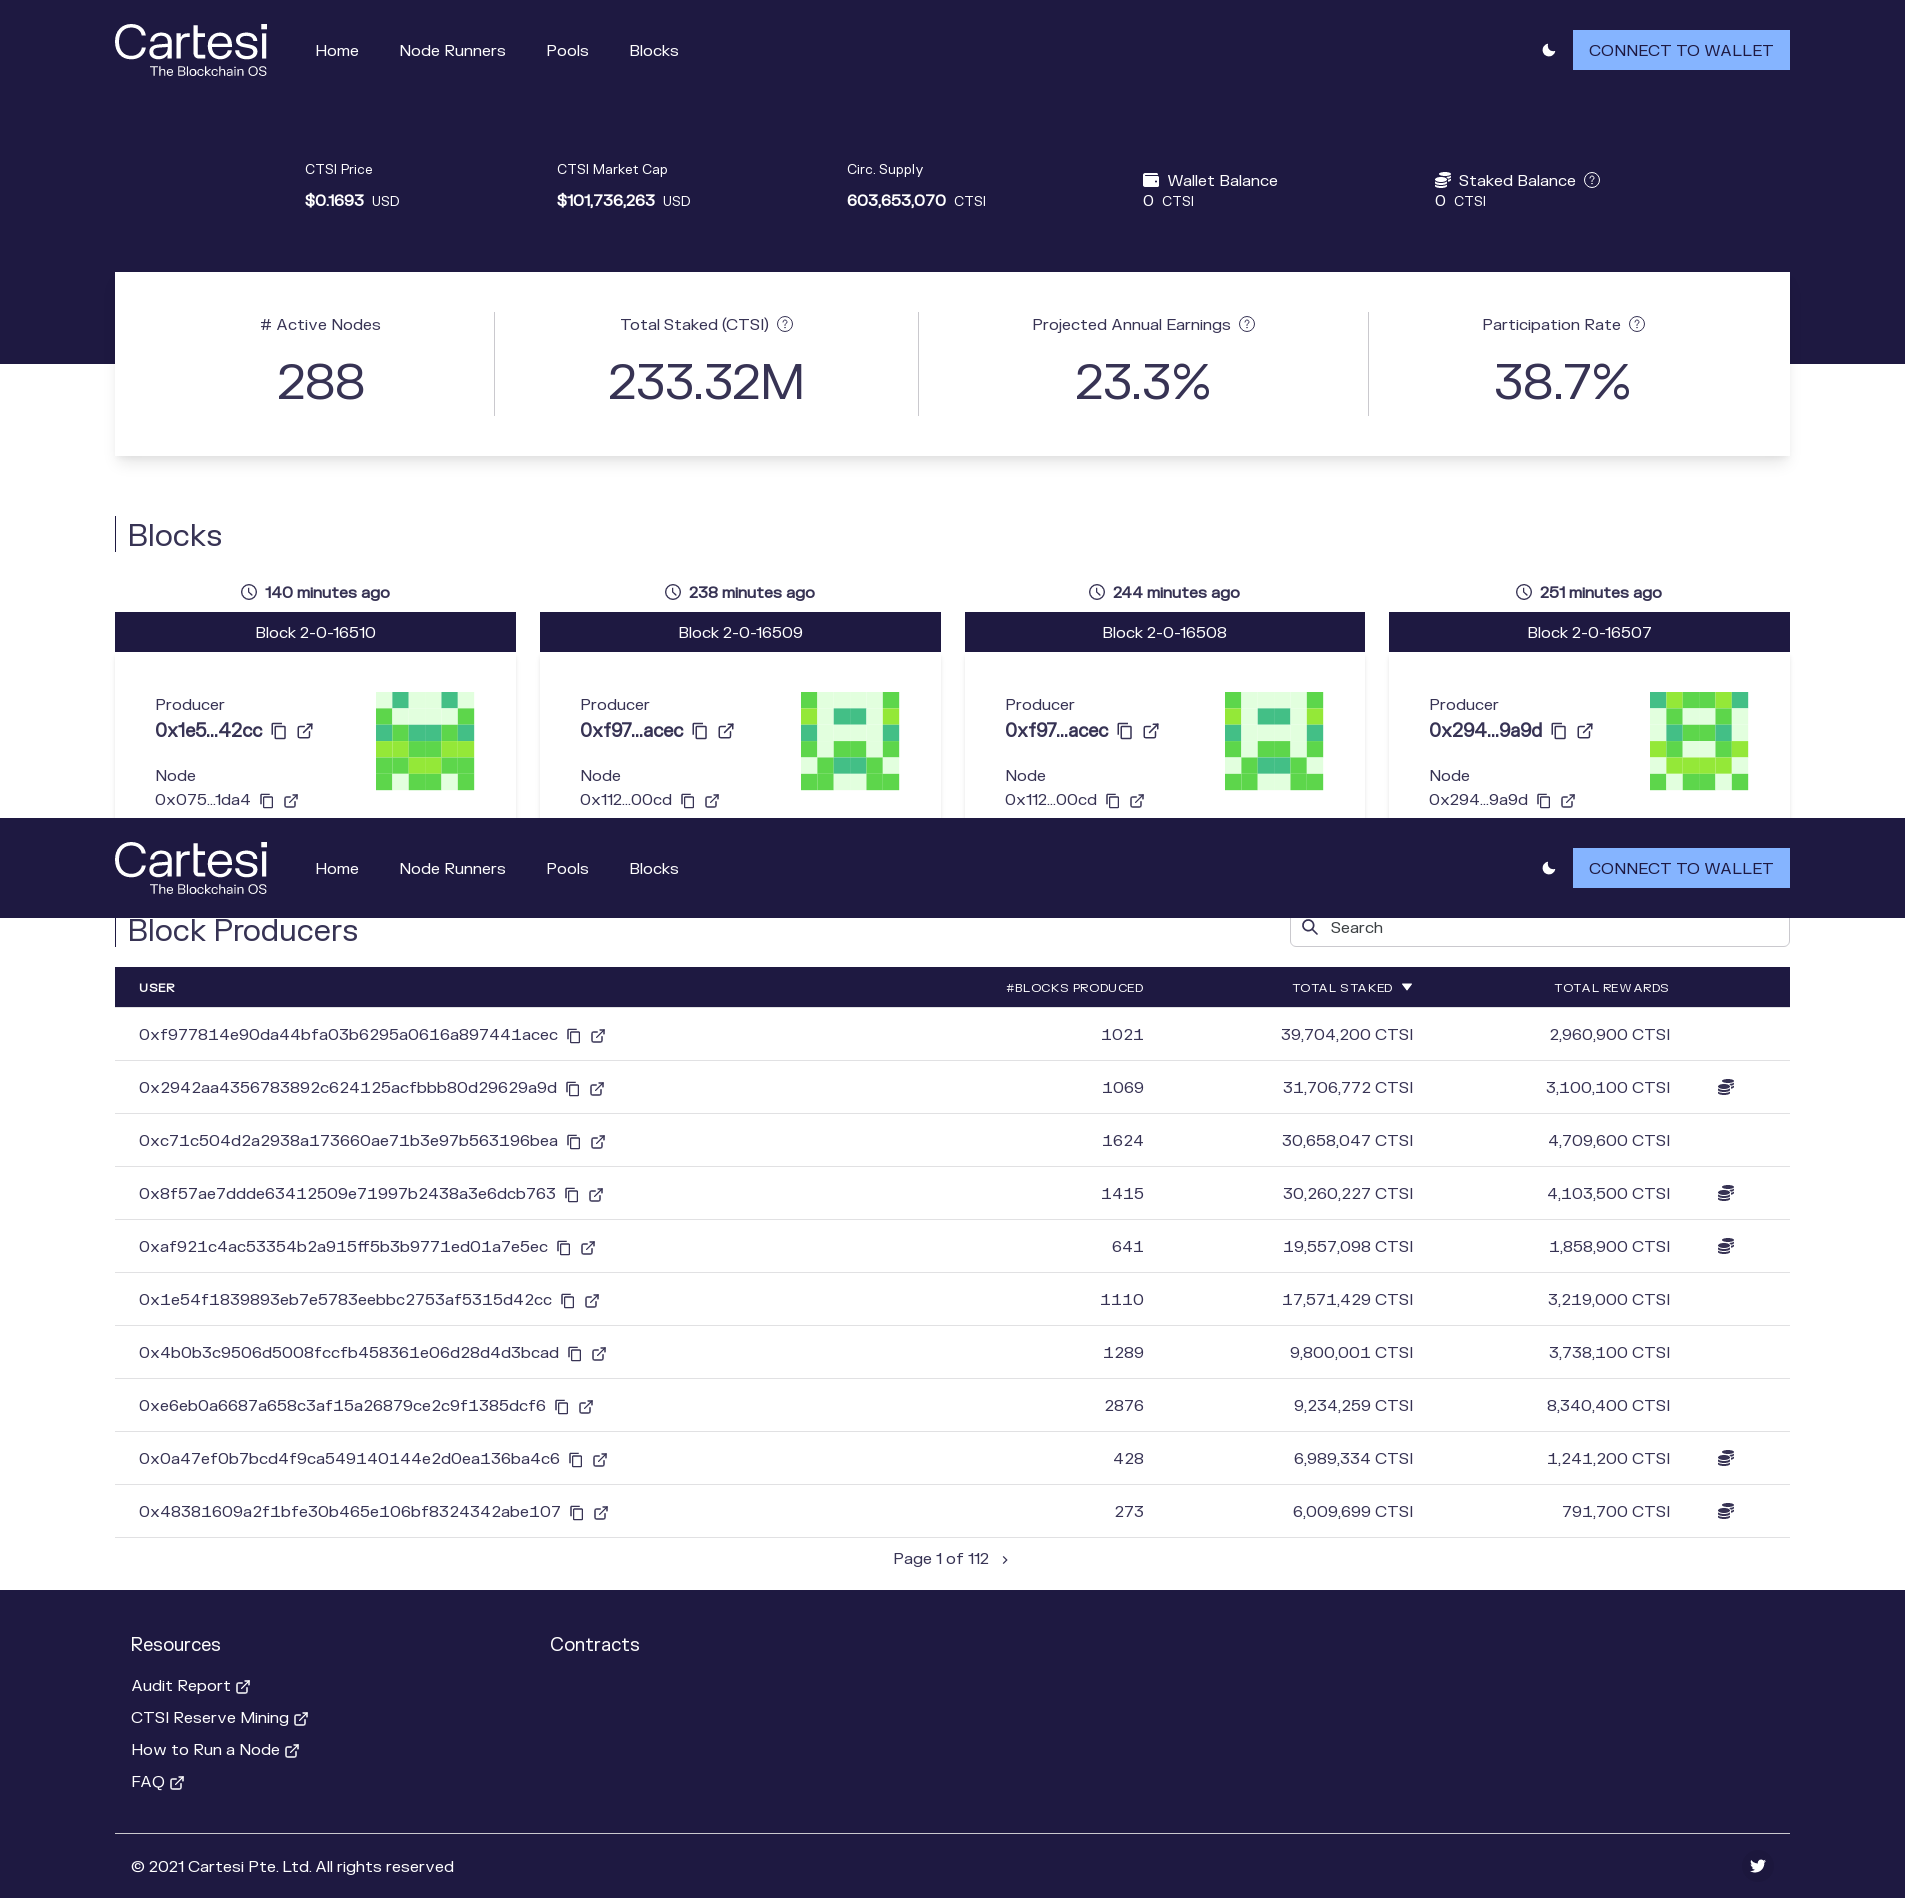 Cartesi
The Blockchain OS
Home Node Runners Pools Blocks
CONNECT TO WALLET
CTSI Price CTSI Market Cap Circ. Supply Wallet Balance Staked Balance
$0.1693 USD $101,736,263 USD 603,653,070 CTSI 0 CTSI 0 CTSI
# Active Nodes Total Staked (CTSI) Projected Annual Earnings Participation Rate
288 233.32M 23.3% 38.7%
Blocks
140 minutes ago 238 minutes ago 244 minutes ago 251 minutes ago
Block 2-0-16510 Block 2-0-16509 Block 2-0-16508 Block 2-0-16507
Producer Producer Producer Producer
0x1e5...42cc 0xf97...acec 0xf97...acec 0x294...9a9d
Node Node Node Node
0x075...1da4 0x112...00cd 0x112...00cd 0x294...9a9d
Cartesi
The Blockchain OS
Home Node Runners Pools Blocks
CONNECT TO WALLET
Block Producers Search
USER #BLOCKS PRODUCED TOTAL STAKED TOTAL REWARDS
0xf977814e90da44bfa03b6295a0616a897441acec 1021 39,704,200 CTSI 2,960,900 CTSI
0x2942aa4356783892c624125acfbbb80d29629a9d 1069 31,706,772 CTSI 3,100,100 CTSI
0xc71c504d2a2938a173660ae71b3e97b563196bea 1624 30,658,047 CTSI 4,709,600 CTSI
0x8f57ae7ddde63412509e71997b2438a3e6dcb763 1415 30,260,227 CTSI 4,103,500 CTSI
0xaf921c4ac53354b2a915ff5b3b9771ed01a7e5ec 641 19,557,098 CTSI 1,858,900 CTSI
0x1e54f1839893eb7e5783eebbc2753af5315d42cc 1110 17,571,429 CTSI 3,219,000 CTSI
0x4b0b3c9506d5008fccfb458361e06d28d4d3bcad 1289 9,800,001 CTSI 3,738,100 CTSI
0xe6eb0a6687a658c3af15a26879ce2c9f1385dcf6 2876 9,234,259 CTSI 8,340,400 CTSI
0x0a47ef0b7bcd4f9ca549140144e2d0ea136ba4c6 428 6,989,334 CTSI 1,241,200 CTSI
0x48381609a2f1bfe30b465e106bf8324342abe107 273 6,009,699 CTSI 791,700 CTSI
Page 1 of 112
Resources Contracts
Audit Report
CTSI Reserve Mining
How to Run a Node
FAQ
© 2021 Cartesi Pte. Ltd. All rights reserved